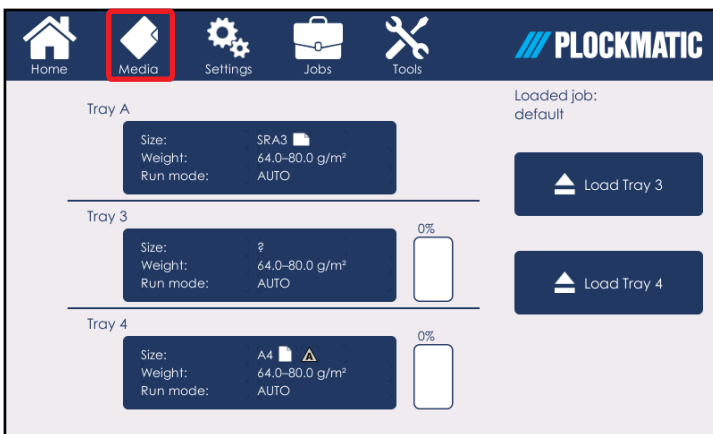 Home Media Settings Jobs Tools PLOCKMATIC
Loaded job:
default
Tray A
Size: SRA3
Weight: 64.0–80.0 g/m²
Run mode: AUTO
Load Tray 3
Tray 3
0%
Size: ?
Weight: 64.0–80.0 g/m²
Run mode: AUTO
Load Tray 4
Tray 4
0%
Size: A4
Weight: 64.0–80.0 g/m²
Run mode: AUTO